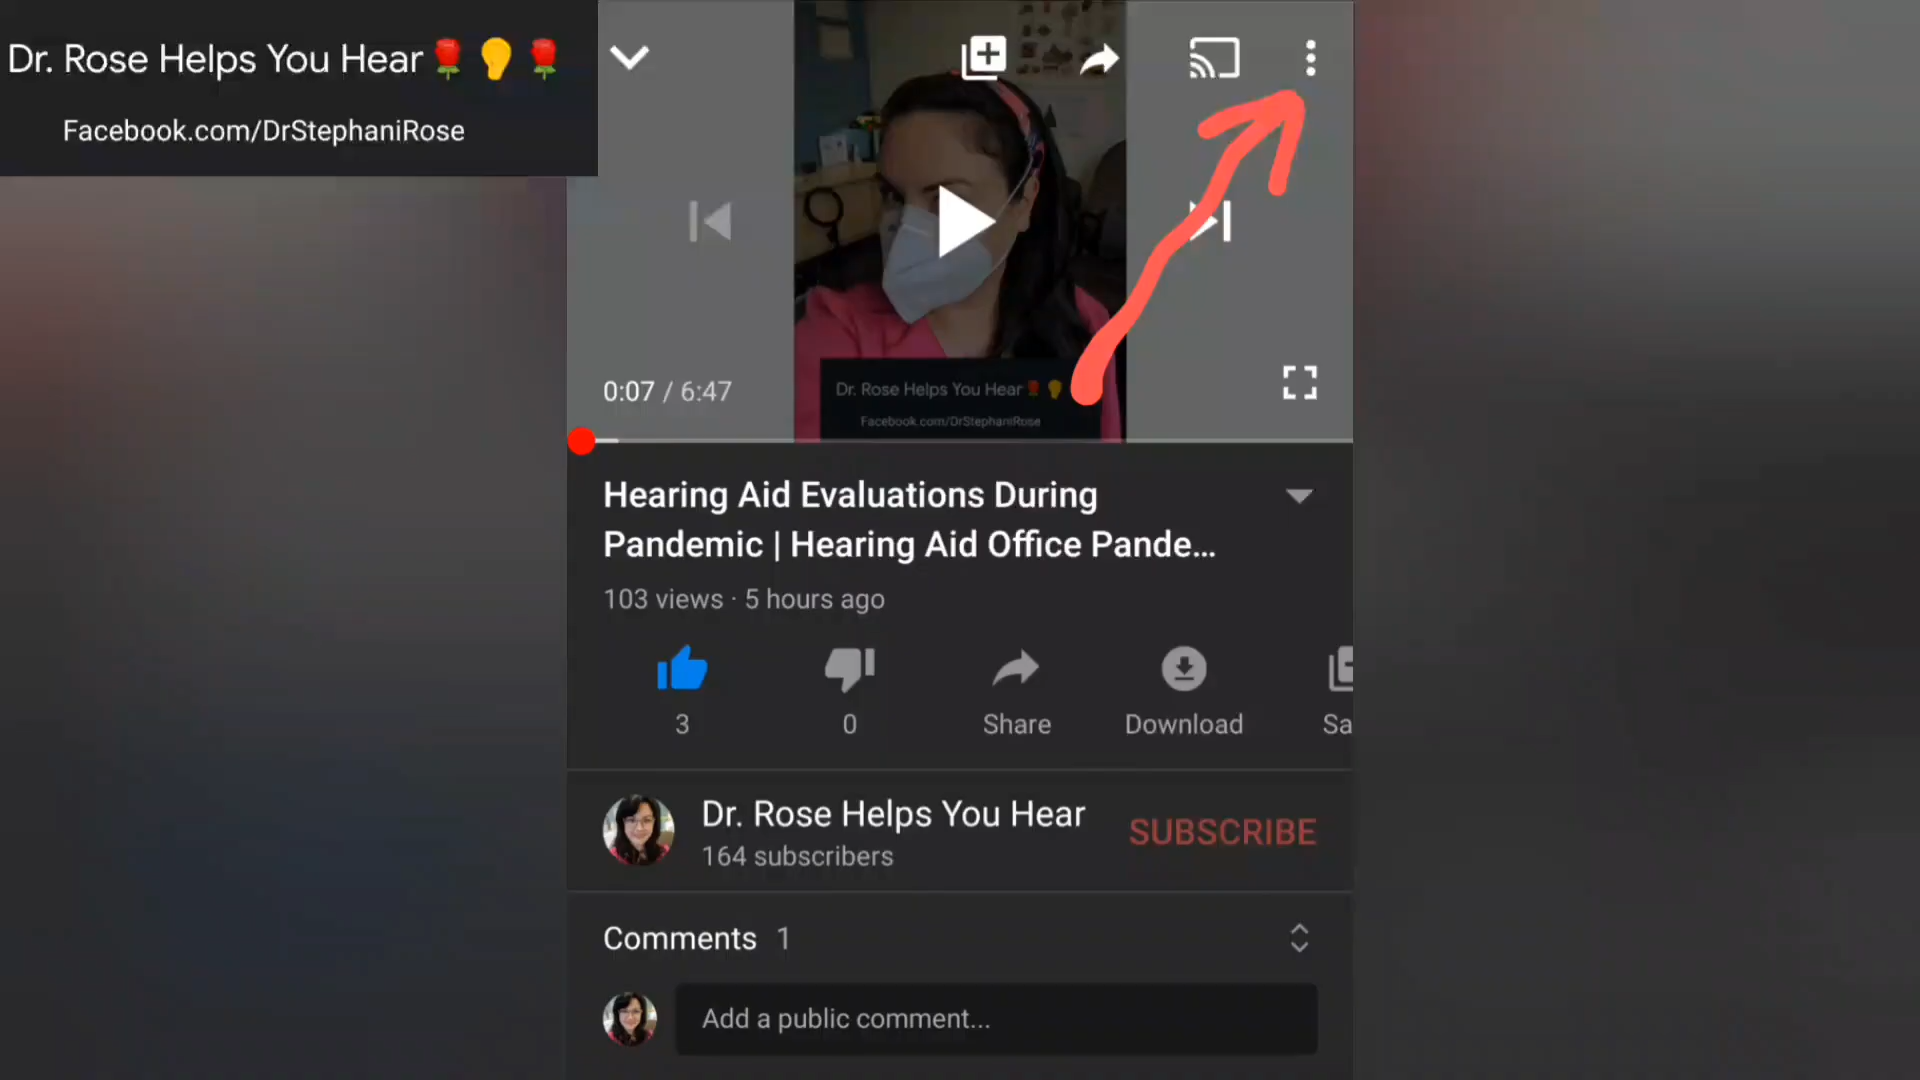 Dr. Rose Helps You Hear🌹👂🌹
Facebook.com/DrStephaniRose
Dr. Rose Helps You Hear🌹👂
Facebook.com/DrStephaniRose
0:07 / 6:47
Hearing Aid Evaluations During
Pandemic | Hearing Aid Office Pande...
103 views · 5 hours ago
3
0
Share
Download
Sa
Dr. Rose Helps You Hear
164 subscribers
SUBSCRIBE
Comments 1
Add a public comment...